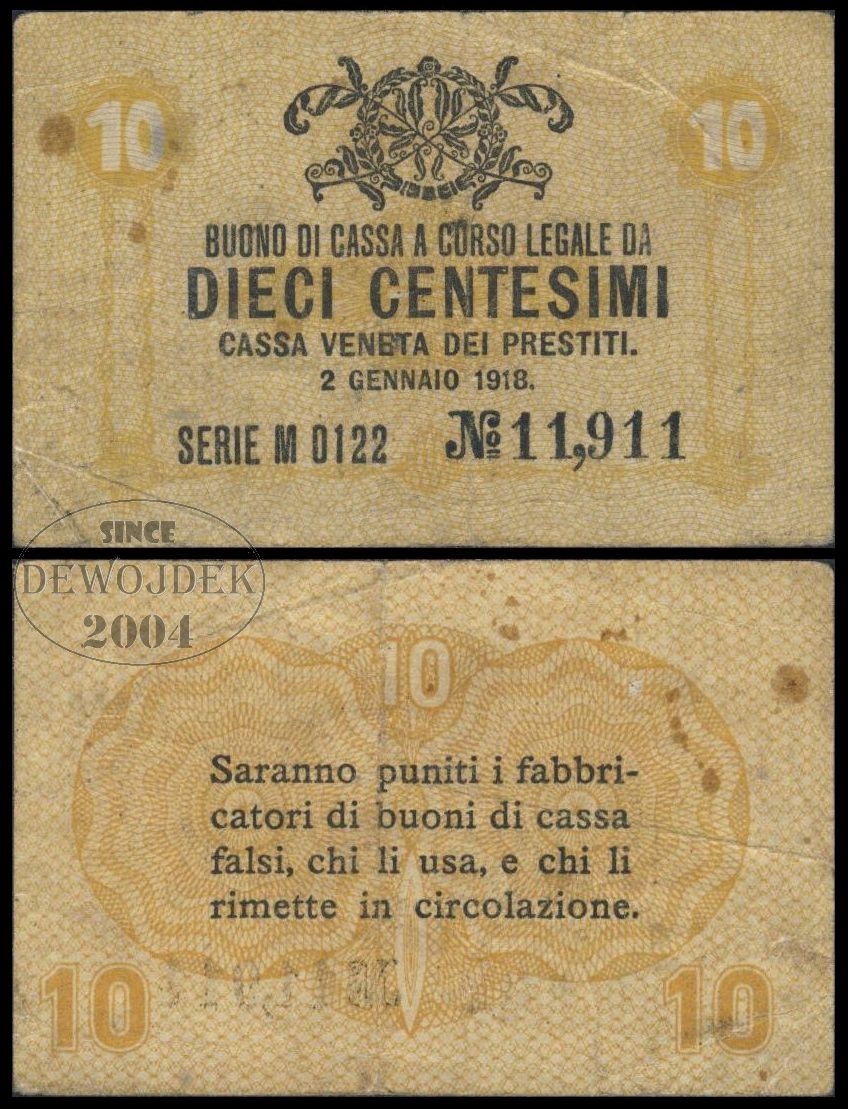 10 10
BUONO DI CASSA A CORSO LEGALE DA
DIECI CENTESIMI
CASSA VENETA DEI PRESTITI.
2 GENNAIO 1918.
SERIE M 0122 No 11,911
SINCE
DEWOJDEK
2004
10
Saranno puniti i fabbri-
catori di buoni di cassa
falsi, chi li usa, e chi li
rimette in circolazione.
10 10